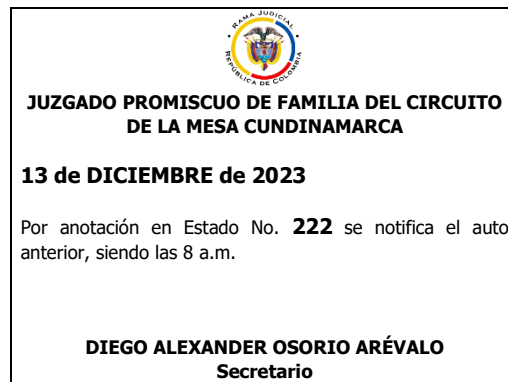 RAMA JUDICIAL
REPÚBLICA DE COLOMBIA
JUZGADO PROMISCUO DE FAMILIA DEL CIRCUITO
DE LA MESA CUNDINAMARCA
13 de DICIEMBRE de 2023
Por anotación en Estado No. 222 se notifica el auto
anterior, siendo las 8 a.m.
DIEGO ALEXANDER OSORIO ARÉVALO
Secretario